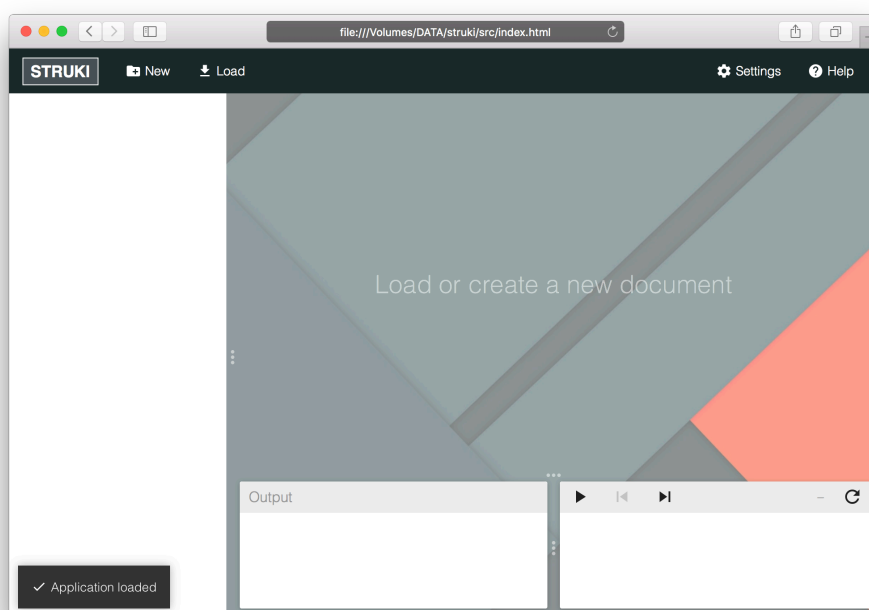 file:///Volumes/DATA/struki/src/index.html
STRUKI New Load Settings Help
Load or create a new document
Output
Application loaded